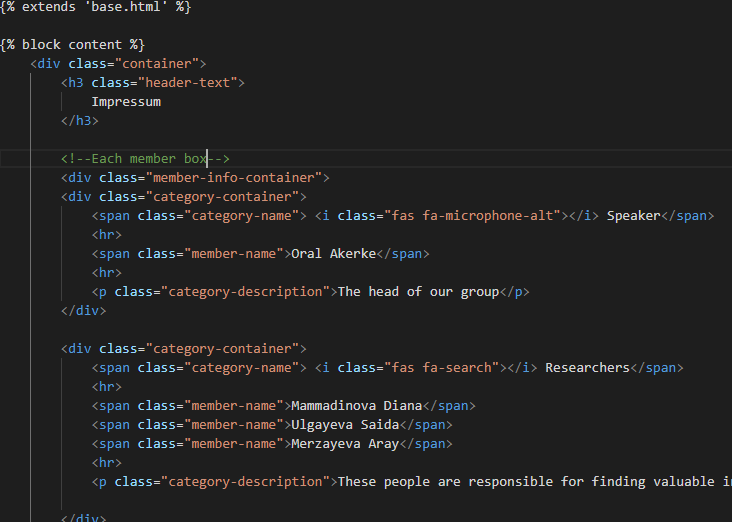 {% extends 'base.html' %}
{% block content %}
<div class="container">
<h3 class="header-text">
Impressum
</h3>
<!--Each member box-->
<div class="member-info-container">
<div class="category-container">
<span class="category-name"> <i class="fas fa-microphone-alt"></i> Speaker</span>
<hr>
<span class="member-name">Oral Akerke</span>
<hr>
<p class="category-description">The head of our group</p>
</div>
<div class="category-container">
<span class="category-name"> <i class="fas fa-search"></i> Researchers</span>
<hr>
<span class="member-name">Mammadinova Diana</span>
<span class="member-name">Ulgayeva Saida</span>
<span class="member-name">Merzayeva Aray</span>
<hr>
<p class="category-description">These people are responsible for finding valuable
</div>